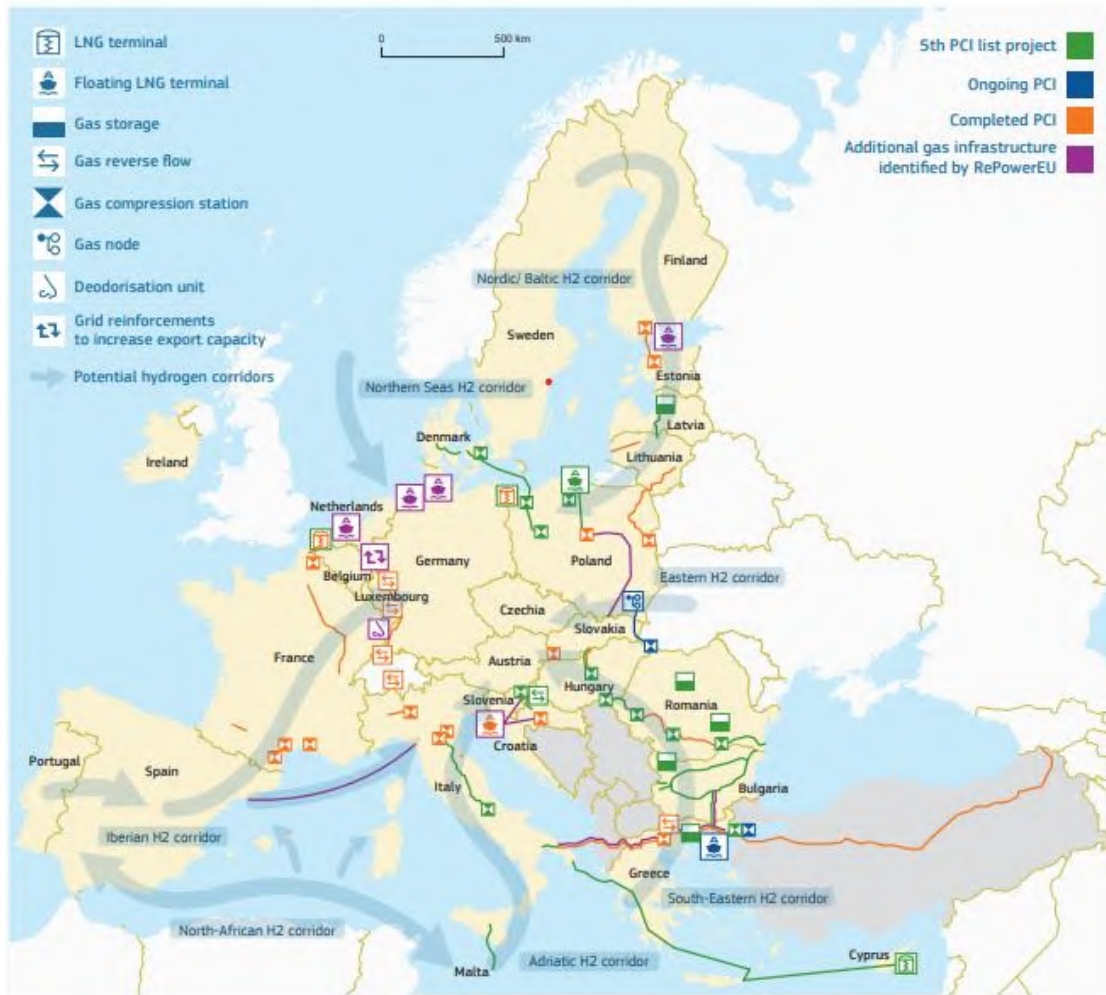 LNG terminal
Floating LNG terminal
Gas storage
Gas reverse flow
Gas compression station
Gas node
Deodorisation unit
Grid reinforcements
to increase export capacity
Potential hydrogen corridors
0 500 km
5th PCI list project
Ongoing PCI
Completed PCI
Additional gas infrastructure
identified by RePowerEU
Finland
Nordic/ Baltic H2 corridor
Sweden
Estonia
Northern Seas H2 corridor
Latvia
Denmark
Lithuania
Ireland
Netherlands
Germany
Poland
Belgium
Eastern H2 corridor
Luxembourg
Czechia
Slovakia
France
Austria
Hungary
Slovenia
Romania
Croatia
Portugal
Spain
Italy
Bulgaria
Iberian H2 corridor
Greece
South-Eastern H2 corridor
North-African H2 corridor
Adriatic H2 corridor
Cyprus
Malta